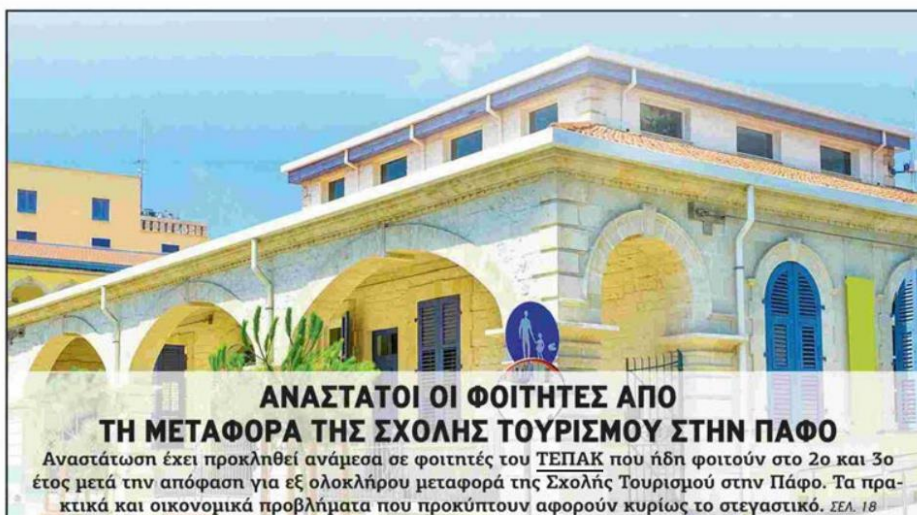 ΑΝΑΣΤΑΤΟΙ ΟΙ ΦΟΙΤΗΤΕΣ ΑΠΟ
ΤΗ ΜΕΤΑΦΟΡΑ ΤΗΣ ΣΧΟΛΗΣ ΤΟΥΡΙΣΜΟΥ ΣΤΗΝ ΠΑΦΟ
Αναστάτωση έχει προκληθεί ανάμεσα σε φοιτητές του ΤΕΠΑΚ που ήδη φοιτούν στο 2ο και 3ο
έτος μετά την απόφαση για εξ ολοκλήρου μεταφορά της Σχολής Τουρισμού στην Πάφο. Τα πρα-
κτικά και οικονομικά προβλήματα που προκύπτουν αφορούν κυρίως το στεγαστικό. ΣΕΛ. 18